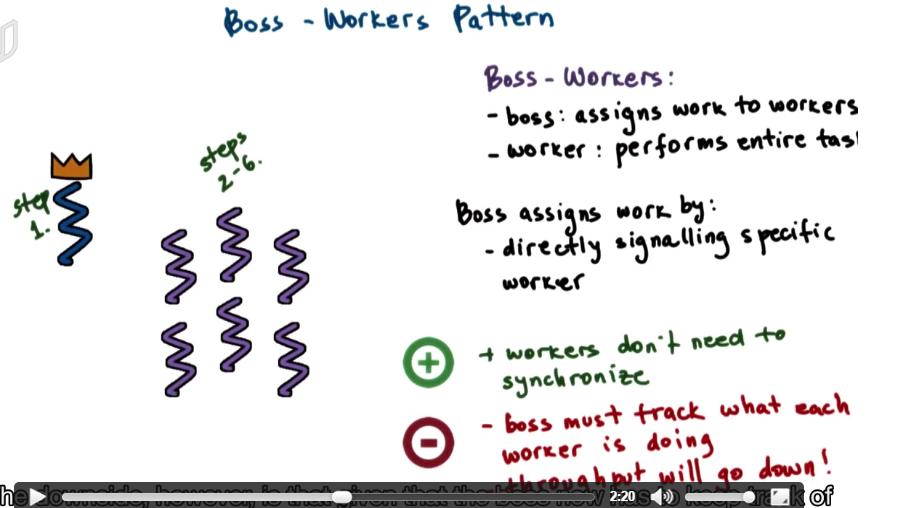 Boss - Workers Pattern
Boss - Workers:
- boss: assigns work to workers
- worker: performs entire tas
steps
2-6.
step
1.
Boss assigns work by:
- directly signalling specific
worker
+ workers don't need to
synchronize
- boss must track what each
worker is doing
throughput will go down!
he downside, however, is that given that the boss now has to keep track of
2:20